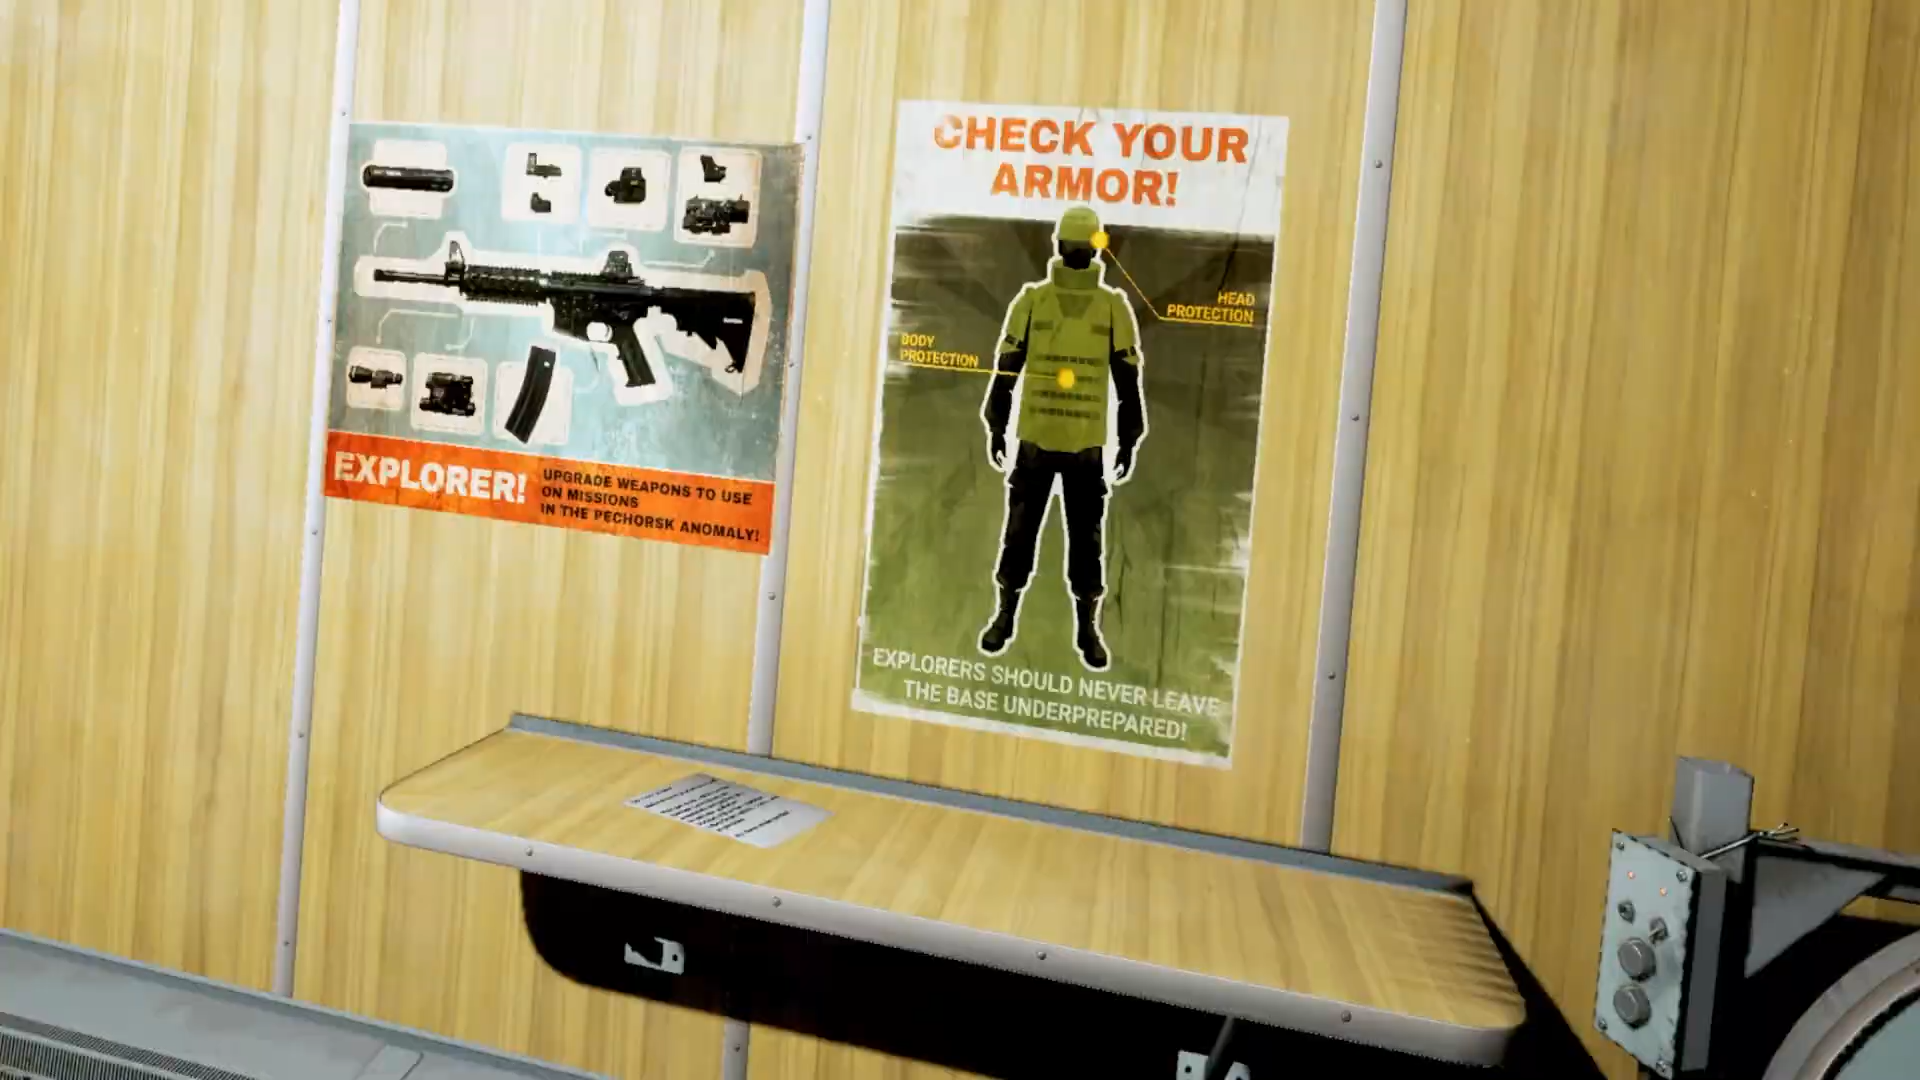 EXPLORER!
UPGRADE WEAPONS TO USE
ON MISSIONS
IN THE PECHORSK ANOMALY!
CHECK YOUR
ARMOR!
HEAD
PROTECTION
BODY
PROTECTION
EXPLORERS SHOULD NEVER LEAVE
THE BASE UNDERPREPARED!